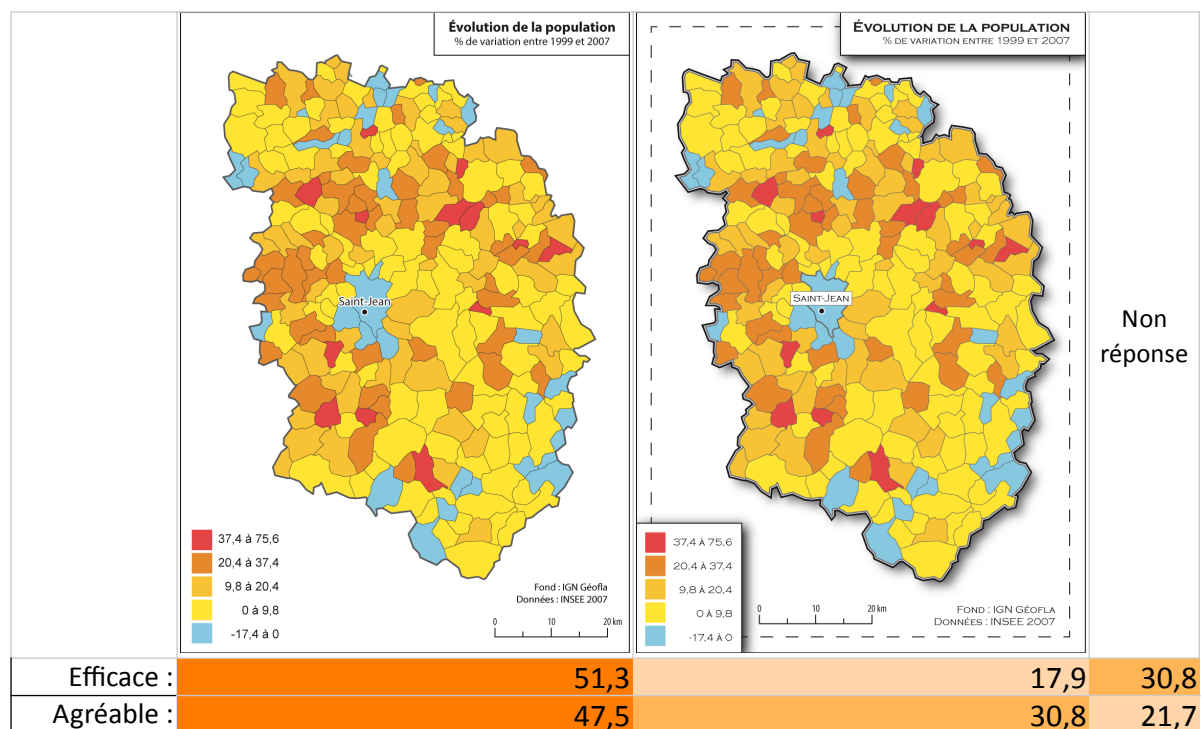 Évolution de la population
% de variation entre 1999 et 2007
Saint-Jean
37,4 à 75,6
20,4 à 37,4
9,8 à 20,4
0 à 9,8
-17,4 à 0
Fond : IGN Géofla
Données : INSEE 2007
0 10 20 km
ÉVOLUTION DE LA POPULATION
% DE VARIATION ENTRE 1999 ET 2007
SAINT-JEAN
37,4 à 75,6
20,4 à 37,4
9,8 à 20,4
0 à 9,8
-17,4 à 0
0 10 20 km
FOND : IGN GÉOFLA
DONNÉES : INSEE 2007
Non
réponse
Efficace : 51,3 17,9 30,8
Agréable : 47,5 30,8 21,7